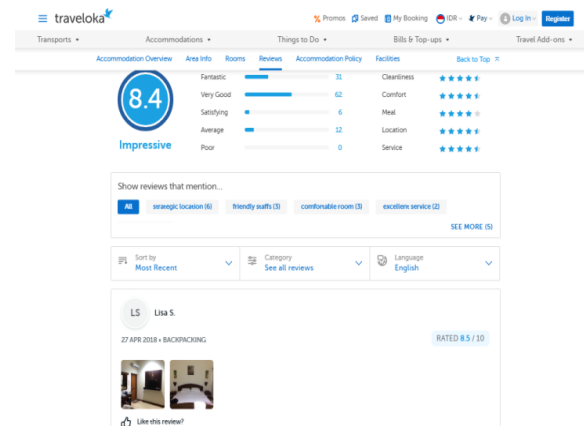 traveloka
Promos Saved My Booking IDR Pay Log In Register
Transports Accommodations Things to Do Bills & Top-ups Travel Add-ons
Accommodation Overview Area Info Rooms Reviews Accommodation Policy Facilities Back to Top
8.4
Impressive
Fantastic 31
Very Good 62
Satisfying 6
Average 12
Poor 0
Cleanliness
Comfort
Meal
Location
Service
Show reviews that mention...
All strategic location (6) friendly staffs (3) comfortable room (3) excellent service (2)
SEE MORE (5)
Sort by
Most Recent
Category
See all reviews
Language
English
LS Lisa S.
27 APR 2018 • BACKPACKING
RATED 8.5 / 10
Like this review?